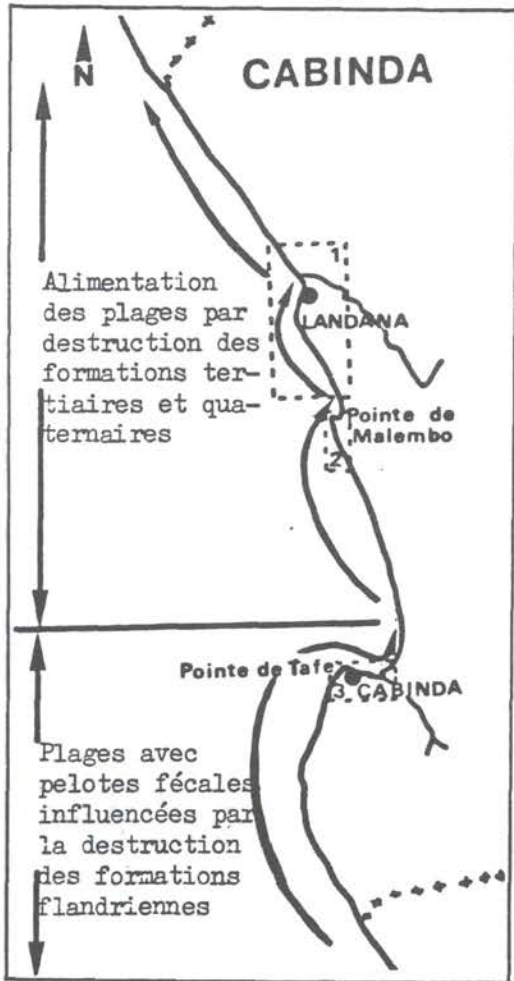 N
CABINDA
1
Alimentation
des plages par
destruction des
formations ter-
tiaires et qua-
ternaires
LANDANA
Pointe de
Malembo
2
Pointe de Tafe
3 CABINDA
Plages avec
pelotes fécales
influencées par
la destruction
des formations
flandriennes